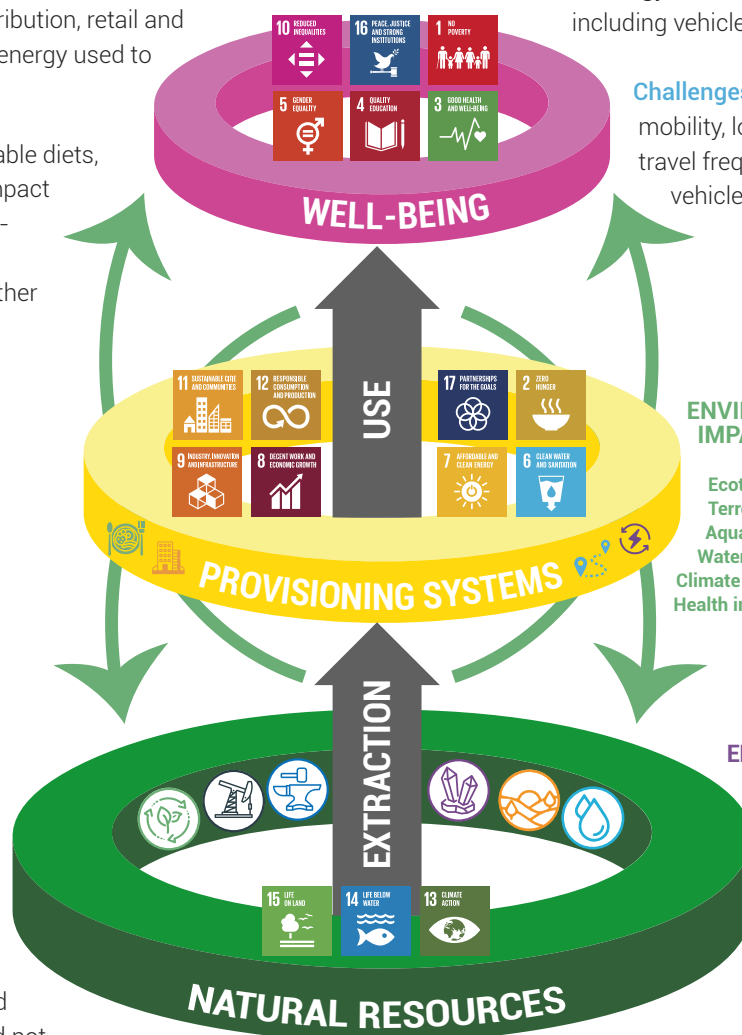 ribution, retail and
energy used to
able diets,
mpact
-
ther
including vehicle
Challenges
mobility, lo
travel freq
vehicle
10 REDUCED
INEQUALITIES
16 PEACE, JUSTICE
AND STRONG
INSTITUTIONS
1 NO
POVERTY
5 GENDER
EQUALITY
4 QUALITY
EDUCATION
3 GOOD HEALTH
AND WELL-BEING
WELL-BEING
USE
11 SUSTAINABLE CITIE
AND COMMUNITIES
12 RESPONSIBLE
CONSUMPTION
AND PRODUCTION
17 PARTNERSHIPS
FOR THE GOALS
2 ZERO
HUNGER
9 INDUSTRY, INNOVATION
AND INFRASTRUCTURE
8 DECENT WORK AND
ECONOMIC GROWTH
7 AFFORDABLE AND
CLEAN ENERGY
6 CLEAN WATER
AND SANITATION
PROVISIONING SYSTEMS
ENVI
IMPA
Ecot
Terre
Aqua
Water
Climate
Health i
EXTRACTION
15 LIFE
ON LAND
14 LIFE BELOW
WATER
13 CLIMATE
ACTION
NATURAL RESOURCES
d